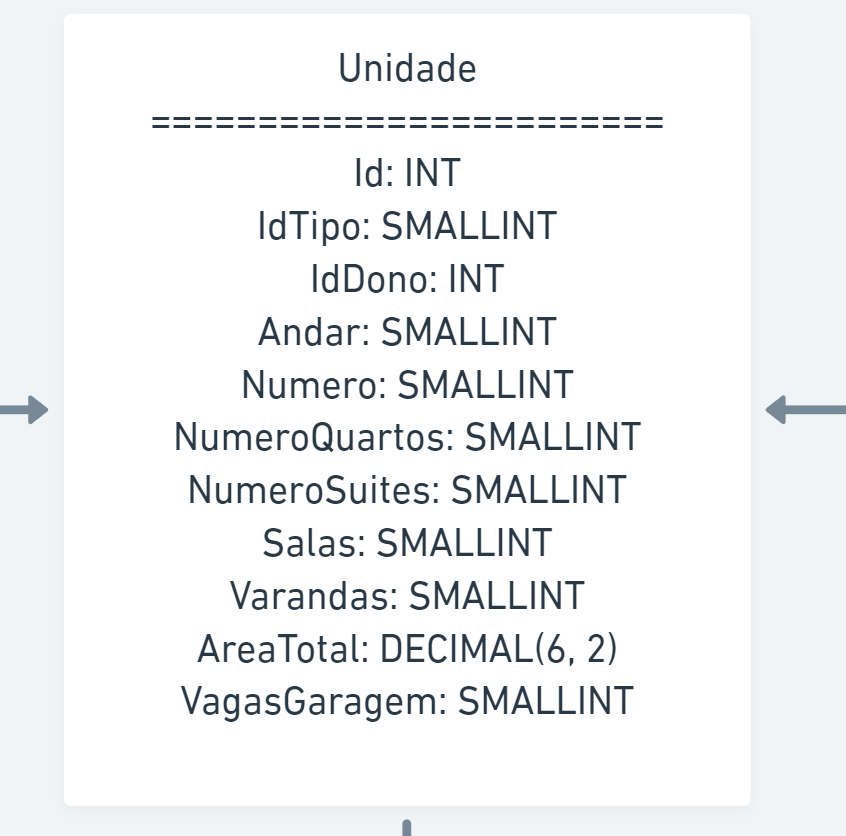 Unidade
========================
Id: INT
IdTipo: SMALLINT
IdDono: INT
Andar: SMALLINT
Numero: SMALLINT
NumeroQuartos: SMALLINT
NumeroSuites: SMALLINT
Salas: SMALLINT
Varandas: SMALLINT
AreaTotal: DECIMAL(6, 2)
VagasGaragem: SMALLINT